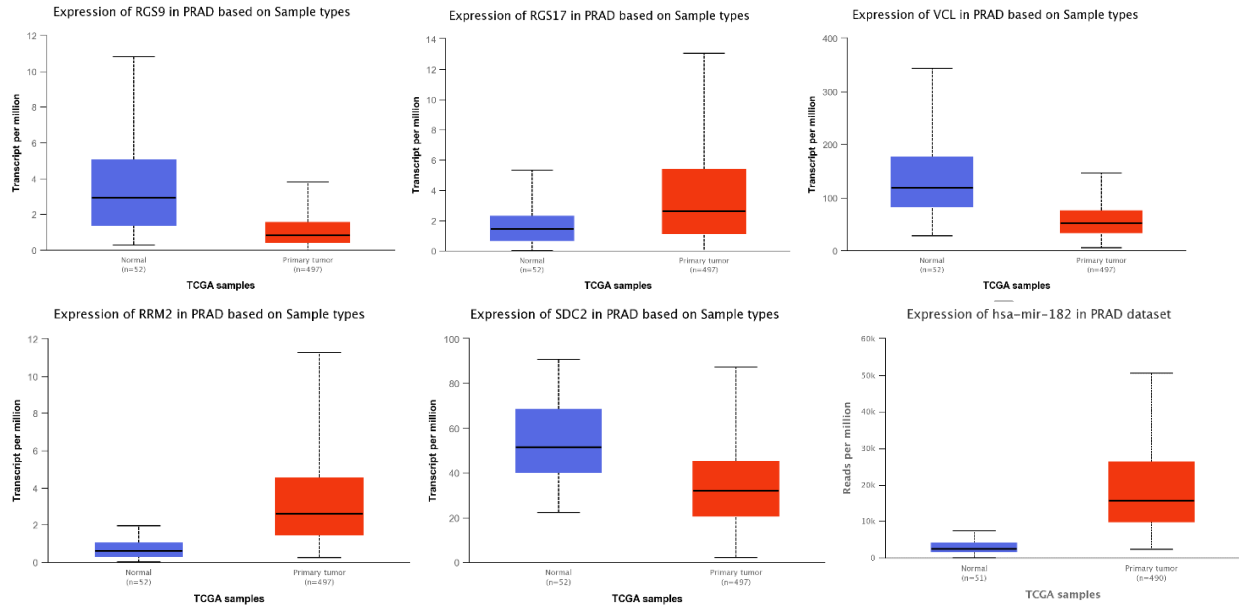 Expression of RGS9 in PRAD based on Sample types
Transcript per million
12
10
8
6
4
2
0
Normal
(n=52)
Primary tumor
(n=497)
TCGA samples
Expression of RGS17 in PRAD based on Sample types
Transcript per million
14
12
10
8
6
4
2
0
Normal
(n=52)
Primary tumor
(n=497)
TCGA samples
Expression of VCL in PRAD based on Sample types
Transcript per million
400
300
200
100
0
Normal
(n=52)
Primary tumor
(n=497)
TCGA samples
Expression of RRM2 in PRAD based on Sample types
Transcript per million
12
10
8
6
4
2
0
Normal
(n=52)
Primary tumor
(n=497)
TCGA samples
Expression of SDC2 in PRAD based on Sample types
Transcript per million
100
80
60
40
20
0
Normal
(n=52)
Primary tumor
(n=497)
TCGA samples
Expression of hsa-mir-182 in PRAD dataset
Reads per million
60k
50k
40k
30k
20k
10k
0
Normal
(n=51)
Primary tumor
(n=490)
TCGA samples